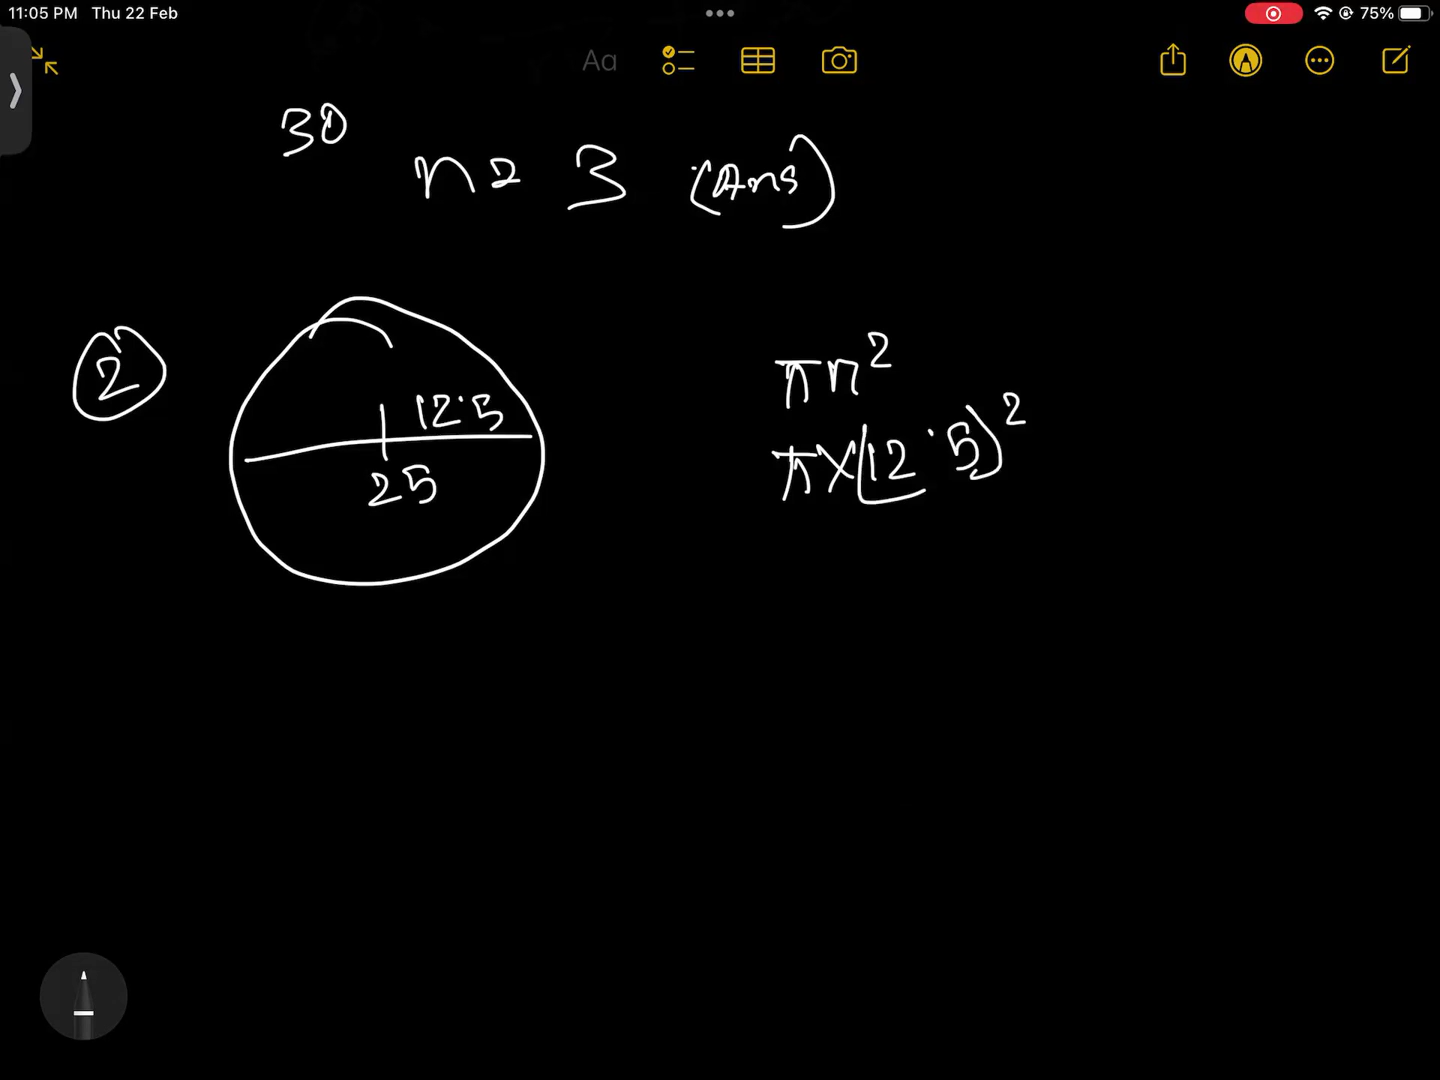 11:05 PM Thu 22 Feb
75%
Aa
30
n = 3 (Ans)
2
12.5
25
πr²
π×(12.5)²